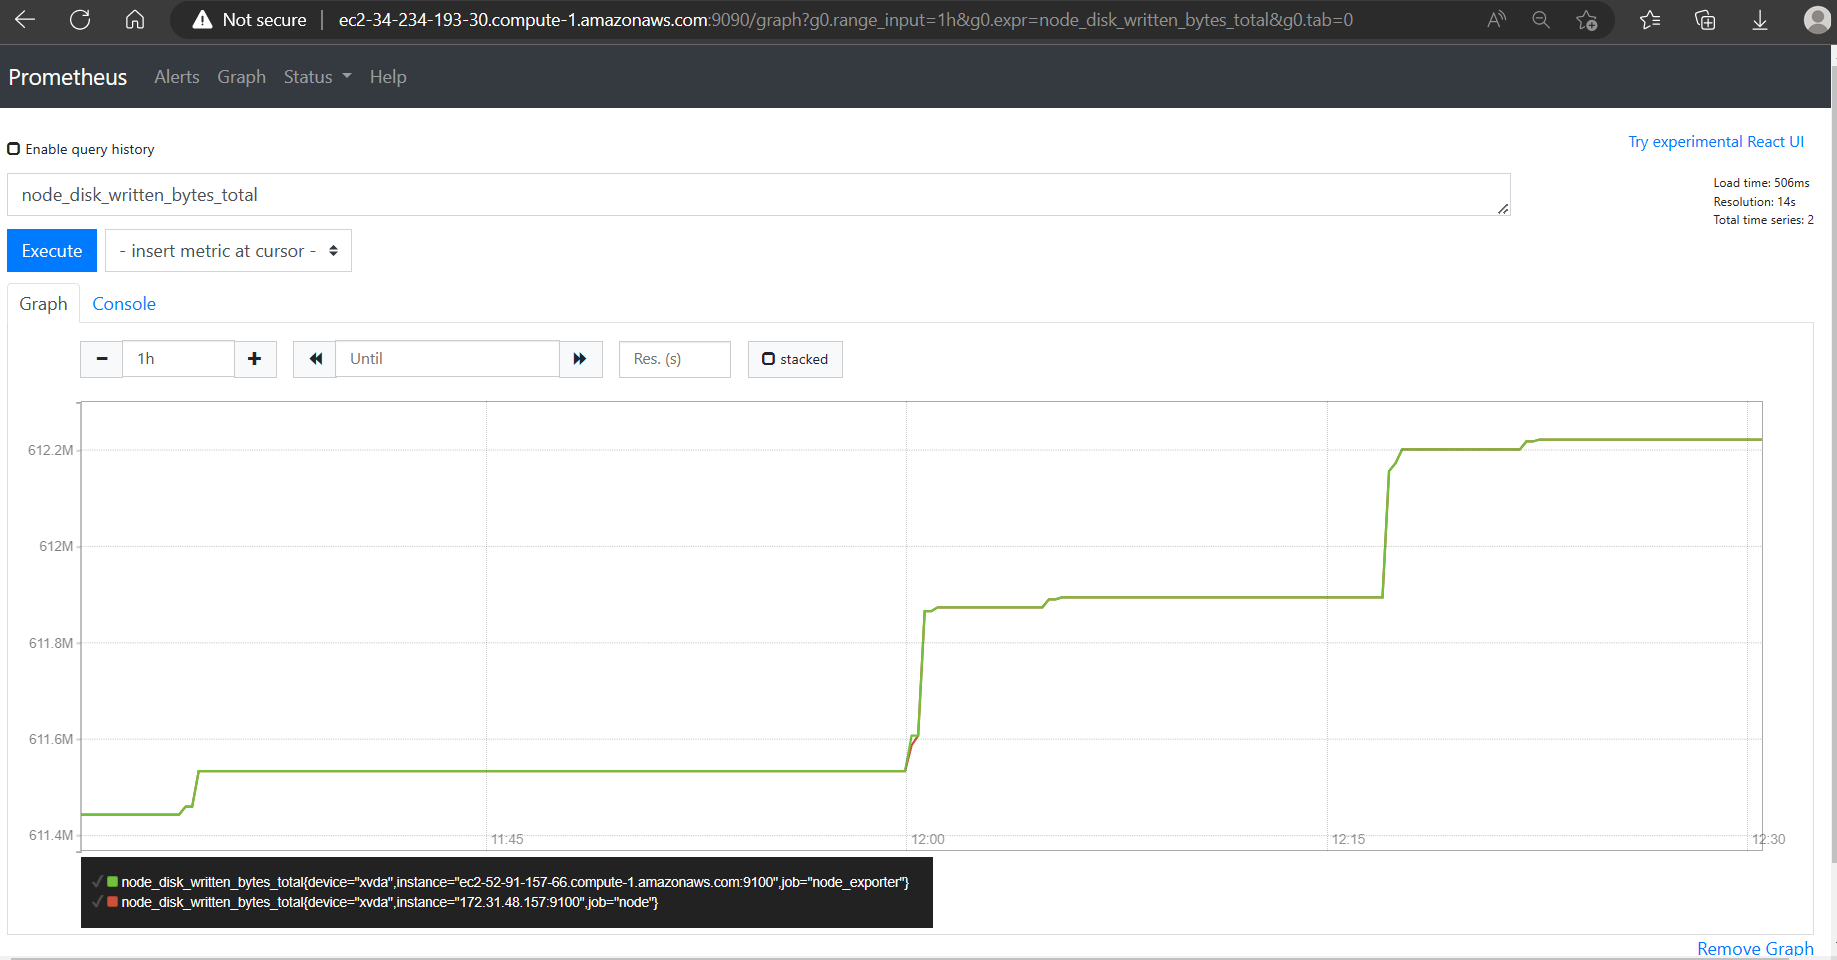 Not secure | ec2-34-234-193-30.compute-1.amazonaws.com:9090/graph?g0.range_input=1h&g0.expr=node_disk_written_bytes_total&g0.tab=0
Prometheus Alerts Graph Status Help
Try experimental React UI
Enable query history
node_disk_written_bytes_total
Load time: 506ms
Resolution: 14s
Total time series: 2
Execute - insert metric at cursor -
Graph Console
1h Until Res. (s) stacked
612.2M
612M
611.8M
611.6M
611.4M
11:45 12:00 12:15 12:30
node_disk_written_bytes_total{device="xvda",instance="ec2-52-91-157-66.compute-1.amazonaws.com:9100",job="node_exporter"}
node_disk_written_bytes_total{device="xvda",instance="172.31.48.157:9100",job="node"}
Remove Graph